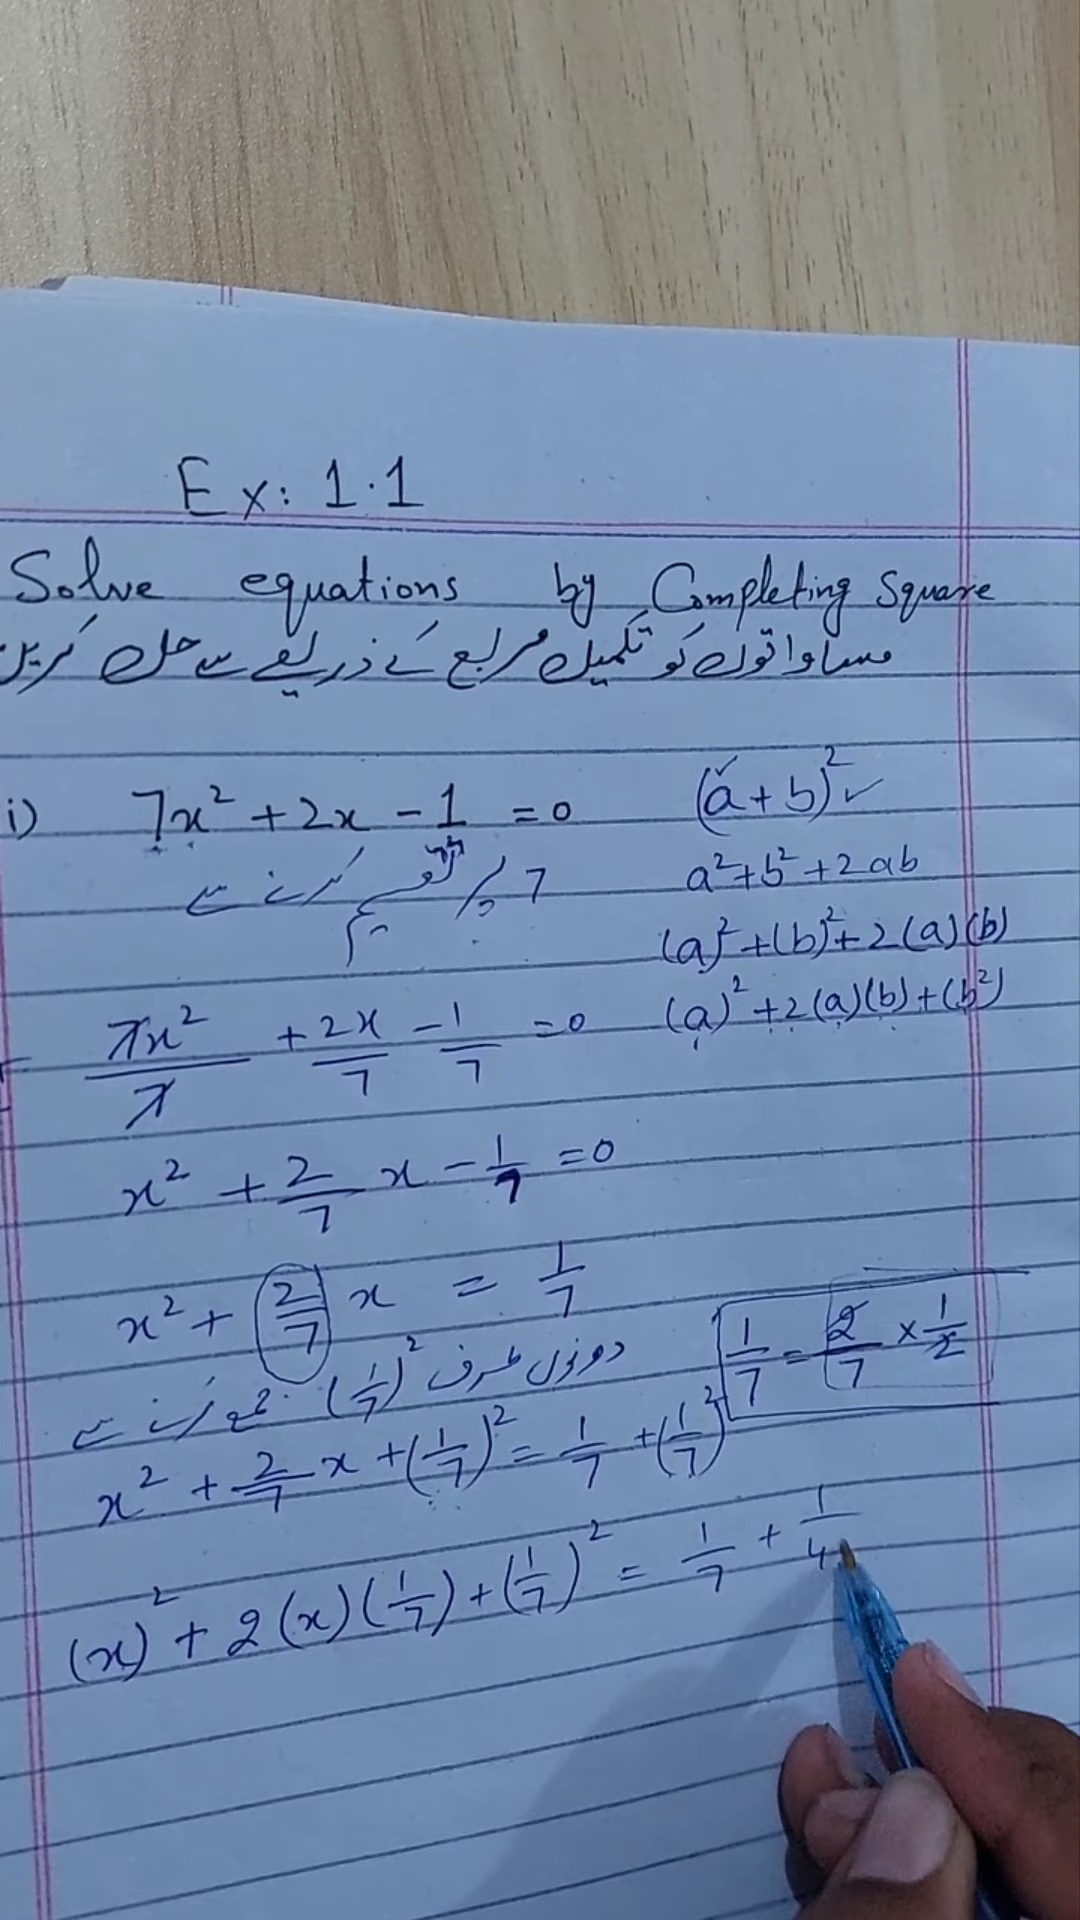 Ex: 1.1
Solve equations by Completing Square
مساواتوں کو تکمیل مربع کے ذریعے سے حل کریں
i) 7x² + 2x - 1 = 0
(a + b)²
7 پر تقسیم کرنے سے
a² + b² + 2ab
(a)² + (b)² + 2(a)(b)
7x²/7 + 2x/7 - 1/7 = 0
(a)² + 2(a)(b) + (b²)
x² + 2/7 x - 1/7 = 0
x² + 2/7 x = 1/7
1/7 = 2/7 × 1/2
دونوں طرف (1/7)² جمع کرنے سے
x² + 2/7 x + (1/7)² = 1/7 + (1/7)²
(x)² + 2(x)(1/7) + (1/7)² = 1/7 + 1/4